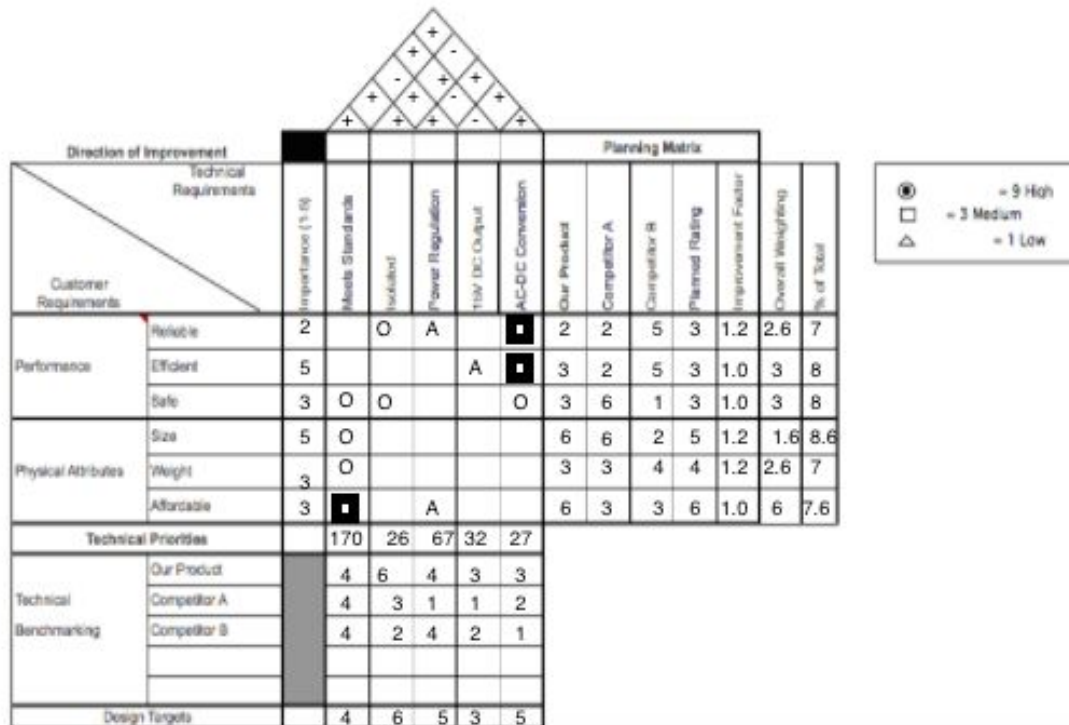 +
+ -
- + +
+ + - +
+ + + - +
Direction of Improvement
Planning Matrix
Technical Requirements
Customer Requirements
Importance (1-5)
Meets Standards
Isolated
Power Regulation
15V DC Output
AC-DC Conversion
Our Product
Competitor A
Competitor B
Planned Rating
Improvement Factor
Overall Weighting
% of Total
= 9 High
= 3 Medium
= 1 Low
Performance
Reliable 2 O A 2 2 5 3 1.2 2.6 7
Efficient 5 A 3 2 5 3 1.0 3 8
Safe 3 O O O 3 6 1 3 1.0 3 8
Physical Attributes
Size 5 O 6 6 2 5 1.2 1.6 8.6
Weight 3 O 3 3 4 4 1.2 2.6 7
Affordable 3 A 6 3 3 6 1.0 6 7.6
Technical Priorities 170 26 67 32 27
Technical Benchmarking
Our Product 4 6 4 3 3
Competitor A 4 3 1 1 2
Competitor B 4 2 4 2 1
Design Targets 4 6 5 3 5